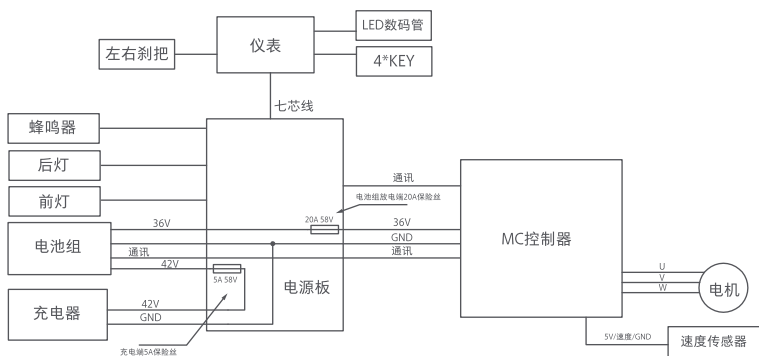 LED数码管
仪表
左右刹把
4*KEY
七芯线
蜂鸣器
后灯
前灯
通讯
电池组放电端20A保险丝
20A 58V
36V
36V
电池组
GND
MC控制器
通讯
通讯
42V
5A 58V
电源板
U
V
W
电机
充电器
42V
GND
5V/速度/GND
速度传感器
充电端5A保险丝